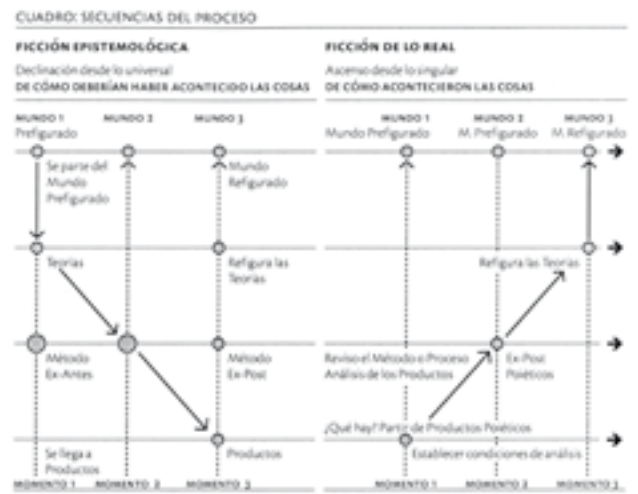 CUADRO: SECUENCIAS DEL PROCESO
FICCIÓN EPISTEMOLÓGICA
Declinación desde lo universal
DE CÓMO DEBERÍAN HABER ACONTECIDO LAS COSAS
MUNDO 1
MUNDO 2
MUNDO 3
Prefigurado
Se parte del
Mundo
Prefigurado
Mundo
Refigurado
Teorías
Refigura las
Teorías
Método
Ex-Antes
Método
Ex-Post
Se llega a
Productos
Productos
MOMENTO 1
MOMENTO 2
MOMENTO 3
FICCIÓN DE LO REAL
Ascenso desde lo singular
DE CÓMO ACONTECIERON LAS COSAS
MUNDO 1
MUNDO 2
MUNDO 3
Mundo Prefigurado
M. Prefigurado
M. Refigurado
Refigura las Teorías
Reviso el Método o Proceso
Análisis de los Productos
Ex-Post
Poiéticos
¿Qué hay? Partir de Productos Poiéticos
Establecer condiciones de análisis
MOMENTO 1
MOMENTO 2
MOMENTO 3